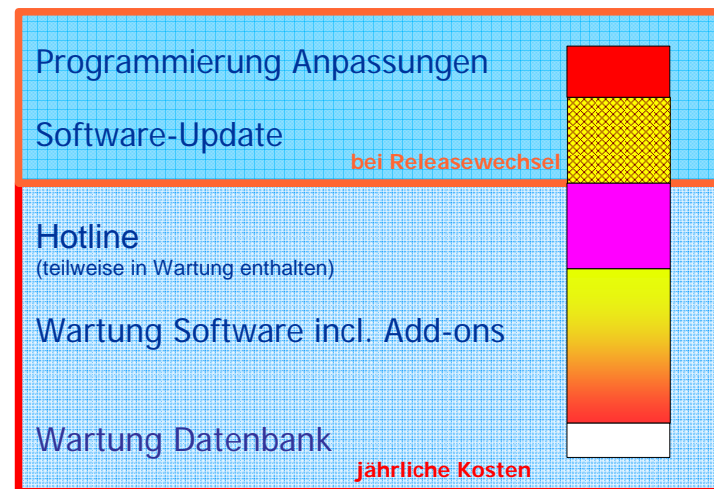 Programmierung Anpassungen
Software-Update
bei Releasewechsel
Hotline
(teilweise in Wartung enthalten)
Wartung Software incl. Add-ons
Wartung Datenbank
jährliche Kosten